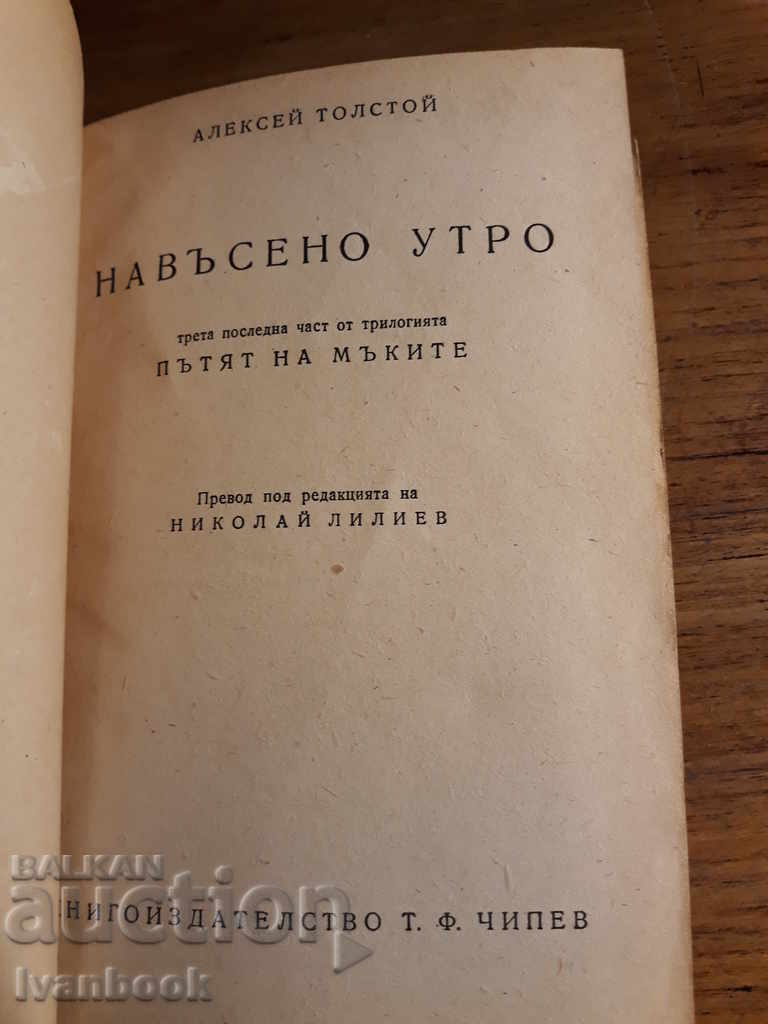 АЛЕКСЕЙ ТОЛСТОЙ
НАВЪСЕНО УТРО
трета последна част от трилогията
ПЪТЯТ НА МЪКИТЕ
Превод под редакцията на
НИКОЛАЙ ЛИЛИЕВ
КНИГОИЗДАТЕЛСТВО Т. Ф. ЧИПЕВ
BALKAN
auction
Ivanbook